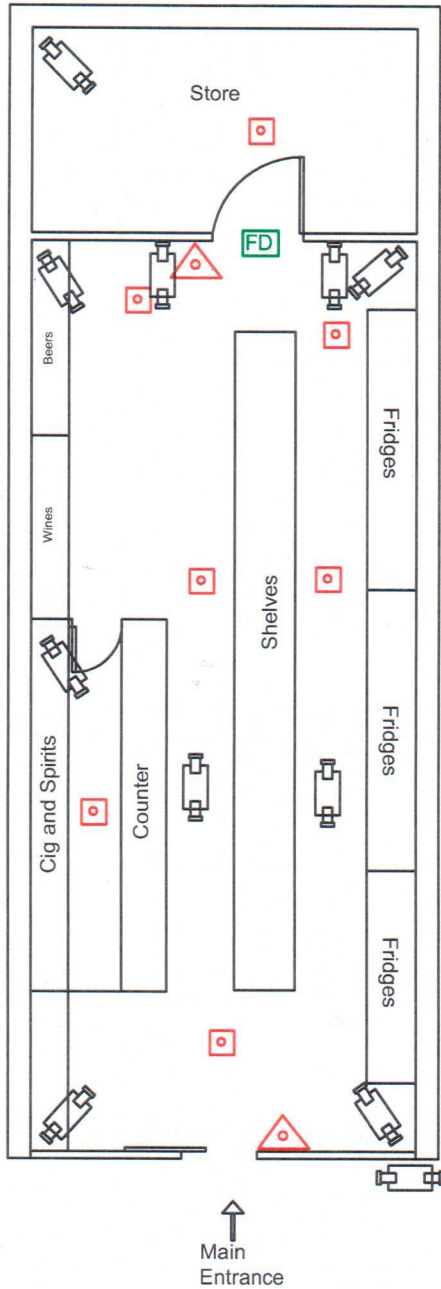 Store
FD
Beers
Fridges
Wines
Shelves
Cig and Spirits
Counter
Fridges
Fridges
Main
Entrance